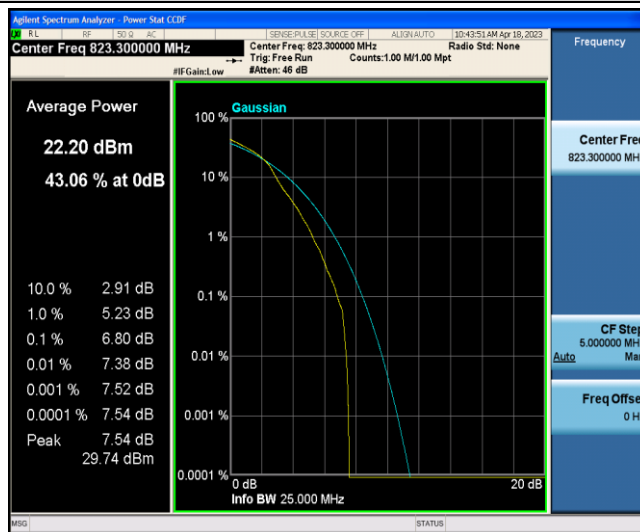 Agilent Spectrum Analyzer - Power Stat CCDF
RL RF 50 Ω AC SENSE:PULSE SOURCE OFF ALIGN AUTO 10:43:51 AM Apr 18, 2023
Center Freq 823.300000 MHz
Center Freq: 823.300000 MHz Radio Std: None
Trig: Free Run Counts:1.00 M/1.00 Mpt
#IFGain:Low #Atten: 46 dB
Frequency
Average Power
22.20 dBm
43.06 % at 0dB
10.0 % 2.91 dB
1.0 % 5.23 dB
0.1 % 6.80 dB
0.01 % 7.38 dB
0.001 % 7.52 dB
0.0001 % 7.54 dB
Peak 7.54 dB
29.74 dBm
Gaussian
100 %
10 %
1 %
0.1 %
0.01 %
0.001 %
0.0001 %
0 dB 20 dB
Info BW 25.000 MHz
Center Fre
823.300000 MH
CF Step
5.000000 MH
Auto Ma
Freq Offse
0 H
MSG STATUS